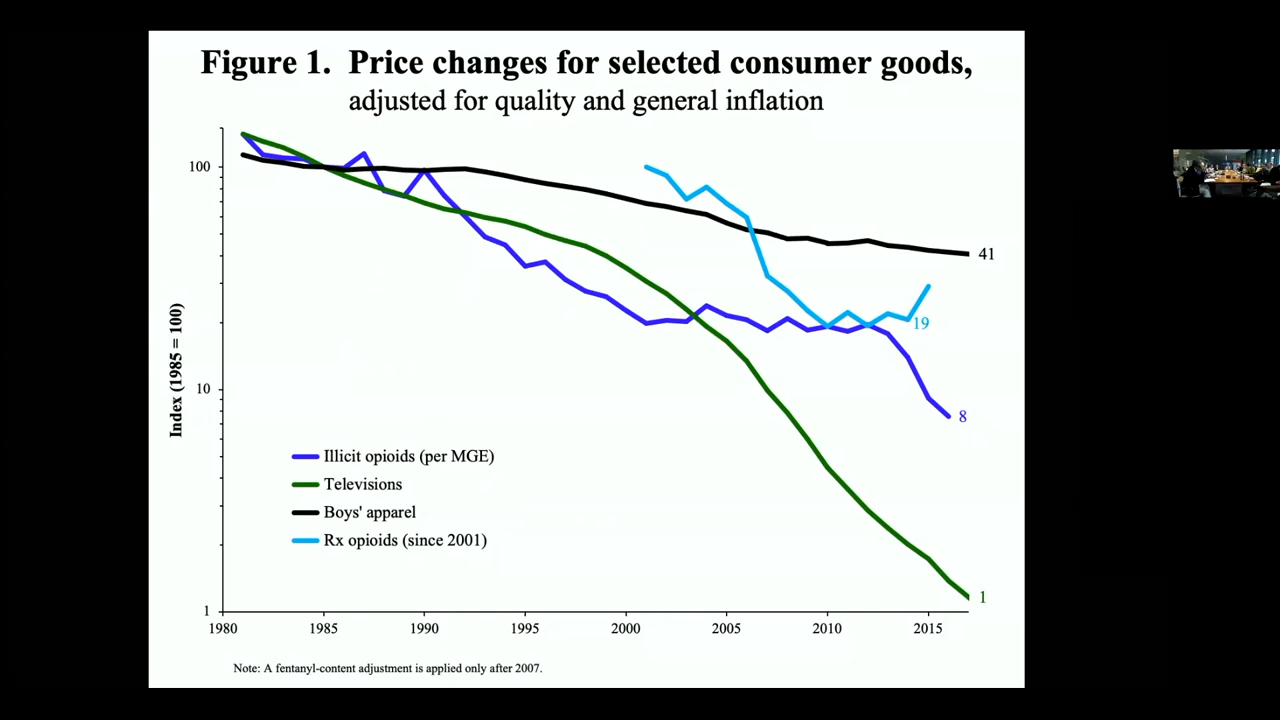 Figure 1. Price changes for selected consumer goods,
adjusted for quality and general inflation
Index (1985 = 100)
100
10
1
41
19
8
1
Illicit opioids (per MGE)
Televisions
Boys' apparel
Rx opioids (since 2001)
1980 1985 1990 1995 2000 2005 2010 2015
Note: A fentanyl-content adjustment is applied only after 2007.